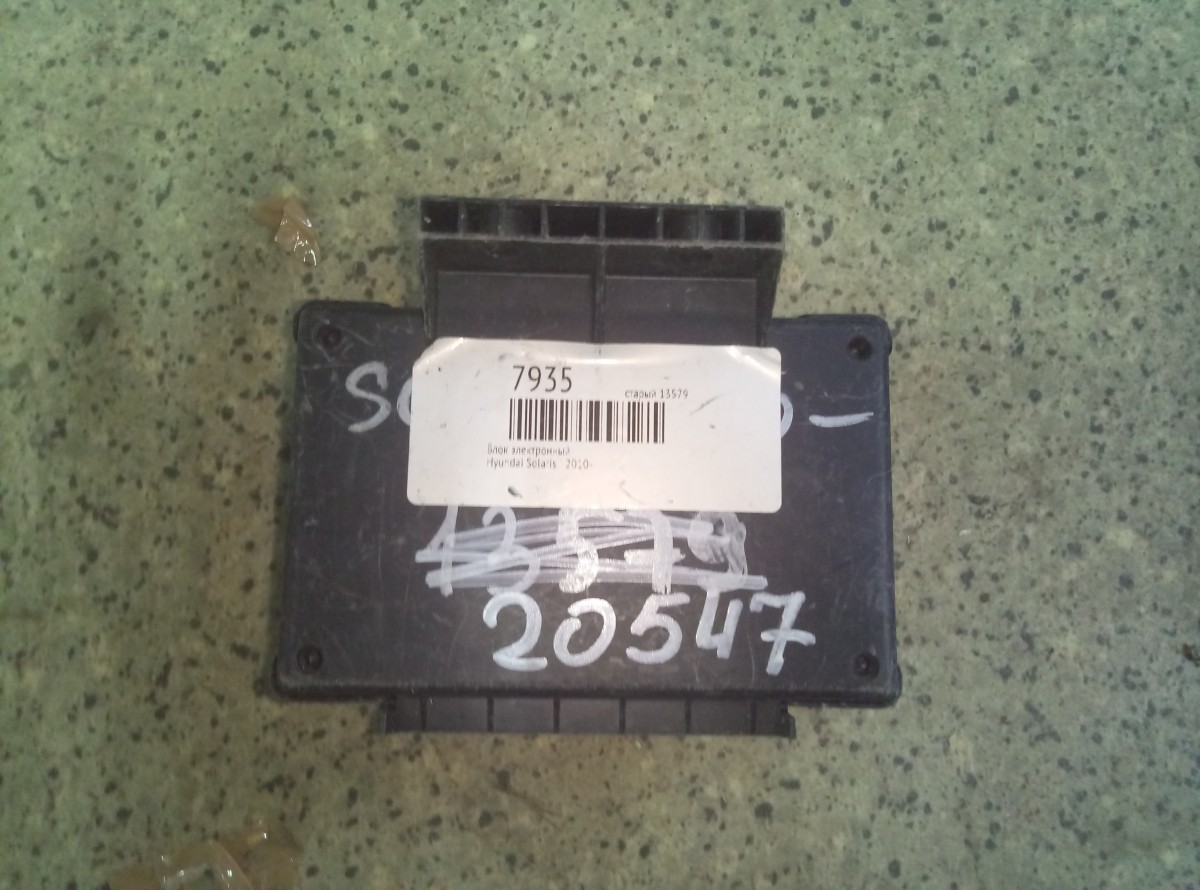 7935
старый 13579
Блок электронный
Hyundai Solaris 2010-
20547